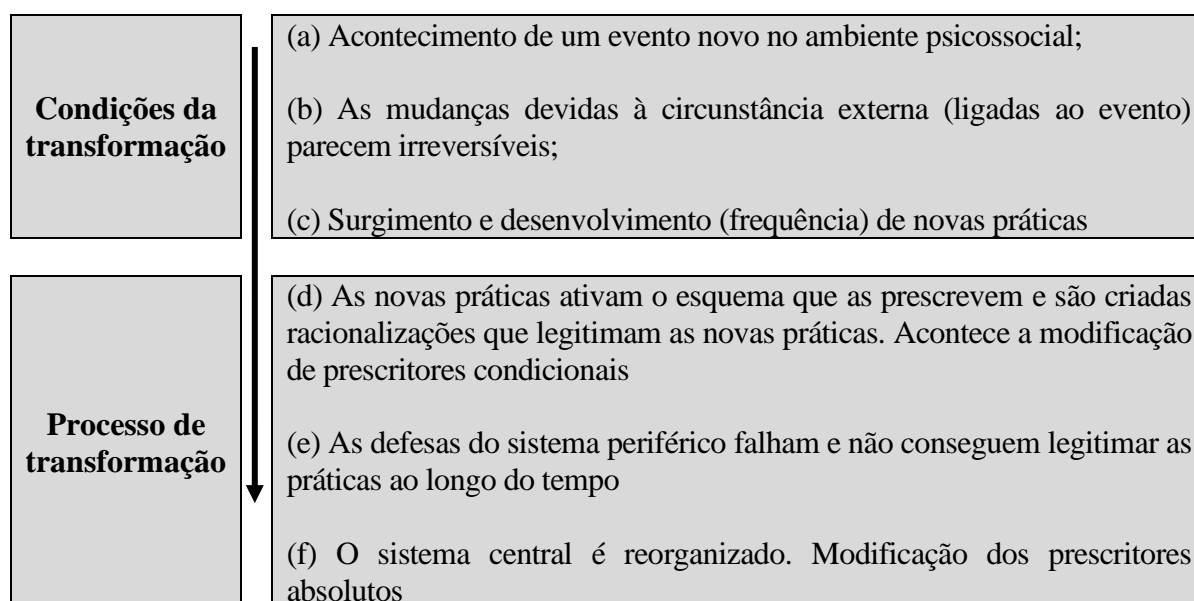 Condições da
transformação
(a) Acontecimento de um evento novo no ambiente psicossocial;
(b) As mudanças devidas à circunstância externa (ligadas ao evento)
parecem irreversíveis;
(c) Surgimento e desenvolvimento (frequência) de novas práticas
Processo de
transformação
(d) As novas práticas ativam o esquema que as prescrevem e são criadas
racionalizações que legitimam as novas práticas. Acontece a modificação
de prescritores condicionais
(e) As defesas do sistema periférico falham e não conseguem legitimar as
práticas ao longo do tempo
(f) O sistema central é reorganizado. Modificação dos prescritores
absolutos